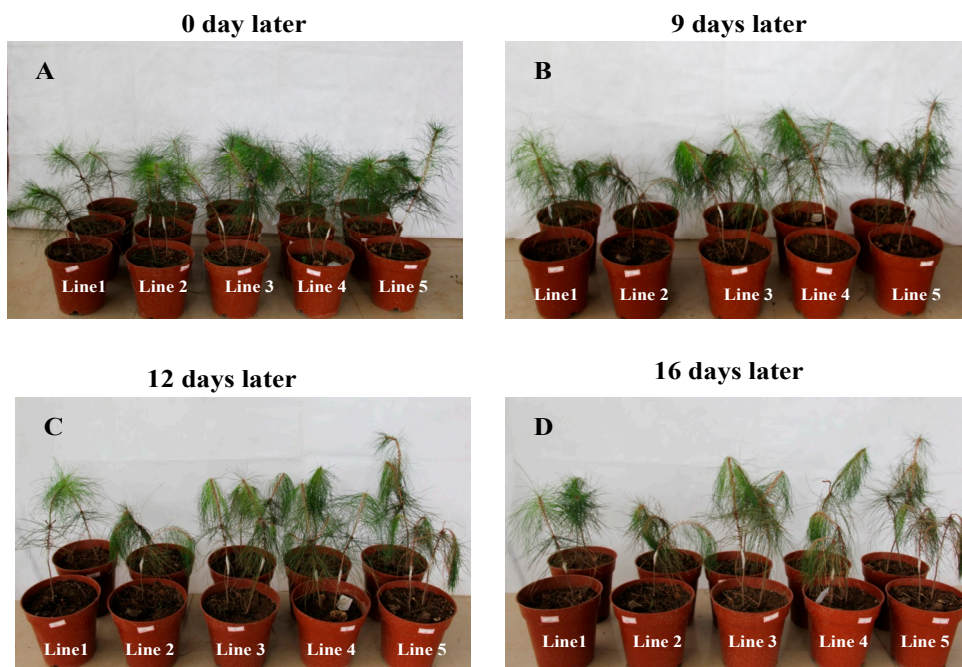 0 day later
9 days later
A
B
Line1 Line 2 Line 3 Line 4 Line 5
Line1 Line 2 Line 3 Line 4 Line 5
12 days later
16 days later
C
D
Line1 Line 2 Line 3 Line 4 Line 5
Line1 Line 2 Line 3 Line 4 Line 5